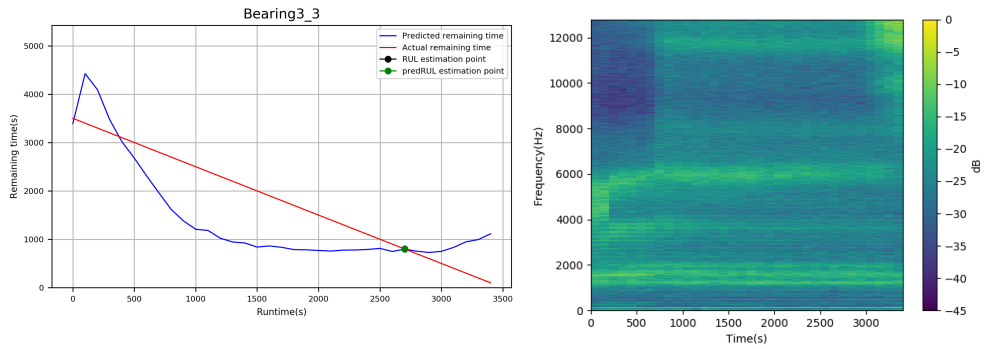 Bearing3_3
Predicted remaining time
Actual remaining time
RUL estimation point
predRUL estimation point
Remaining time(s)
5000
4000
3000
2000
1000
0
0 500 1000 1500 2000 2500 3000 3500
Runtime(s)
Frequency(Hz)
12000
10000
8000
6000
4000
2000
0
0 500 1000 1500 2000 2500 3000
Time(s)
0
−5
−10
−15
−20
−25
−30
−35
−40
−45
dB